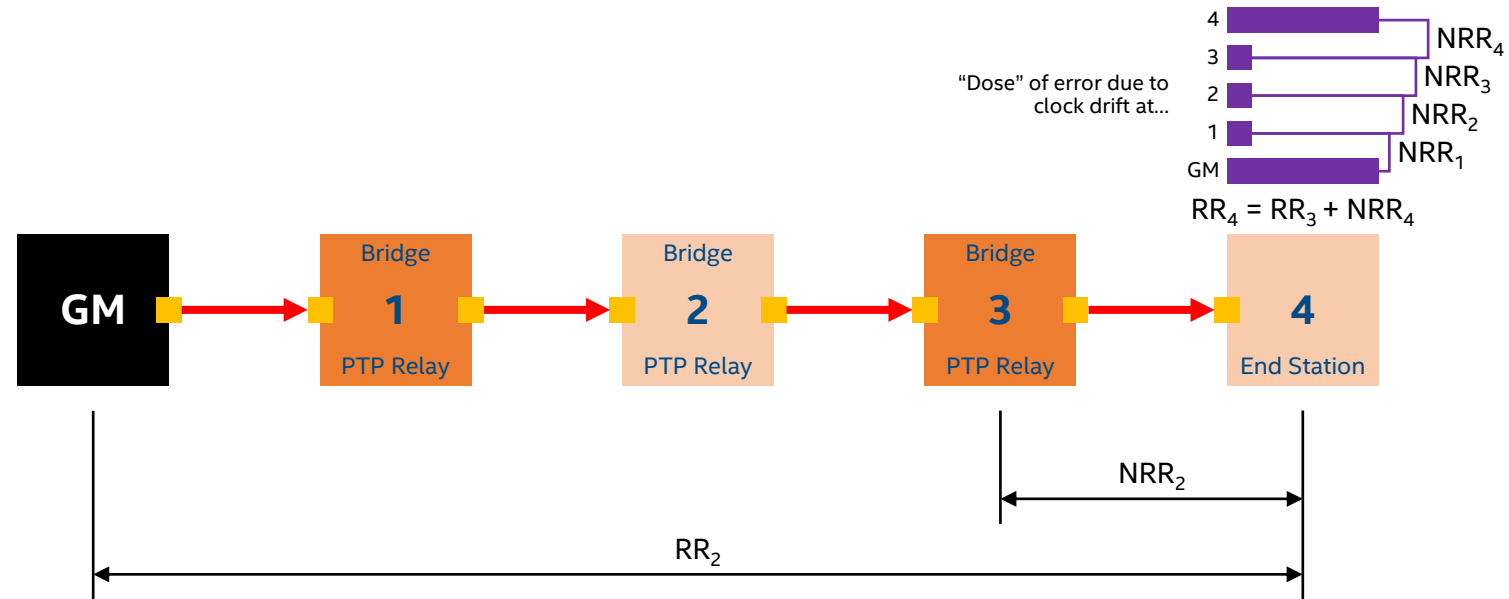 4
NRR₄
3
NRR₃
"Dose" of error due to
clock drift at...
2
NRR₂
1
NRR₁
GM
RR₄ = RR₃ + NRR₄
GM
Bridge
1
PTP Relay
Bridge
2
PTP Relay
Bridge
3
PTP Relay
4
End Station
NRR₂
RR₂